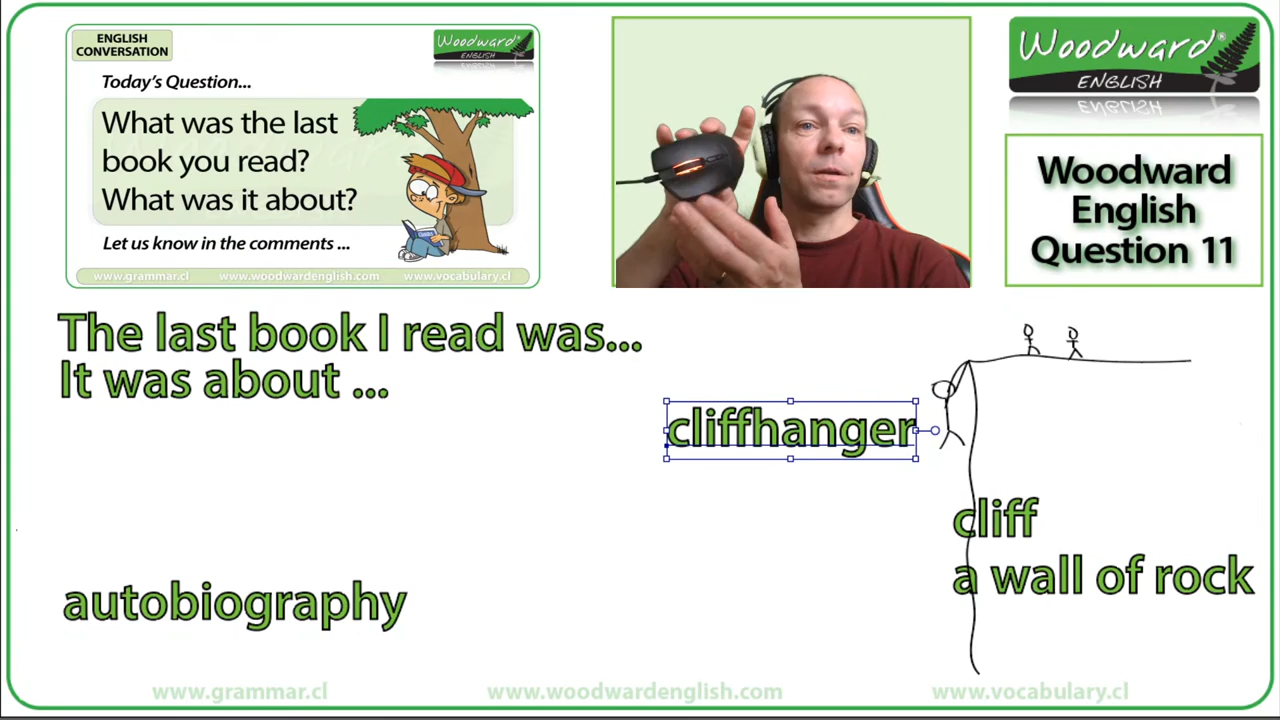 ENGLISH
CONVERSATION
Woodward®
ENGLISH
Today's Question...
What was the last
book you read?
What was it about?
Let us know in the comments ...
www.grammar.cl www.woodwardenglish.com www.vocabulary.cl
Woodward®
ENGLISH
Woodward
English
Question 11
The last book I read was...
It was about ...
cliffhanger
cliff
a wall of rock
autobiography
www.grammar.cl www.woodwardenglish.com www.vocabulary.cl